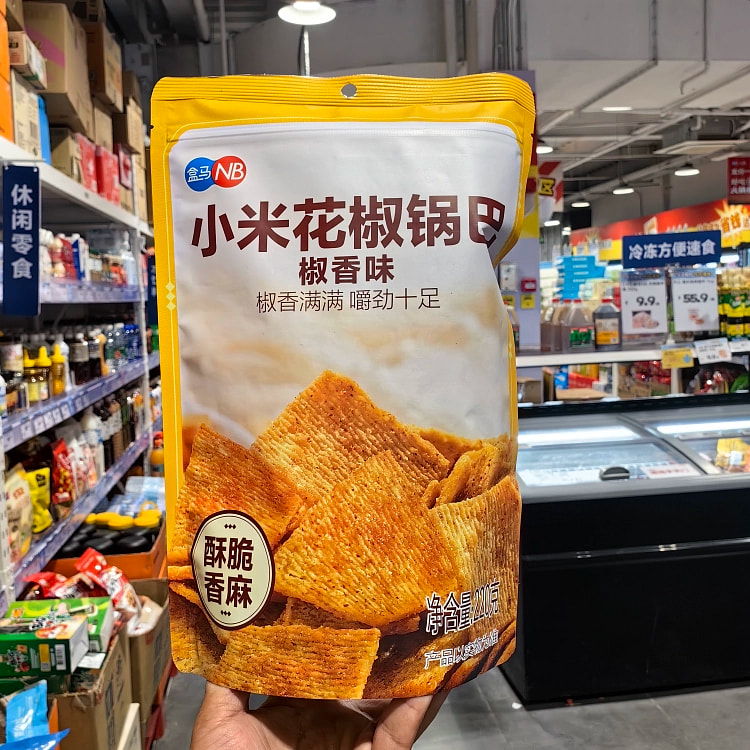 盒马NB
小米花椒锅巴
椒香味
椒香满满 嚼劲十足
酥脆
香麻
净含量:210克
休闲零食
冷冻方便速食
9.9
55.9